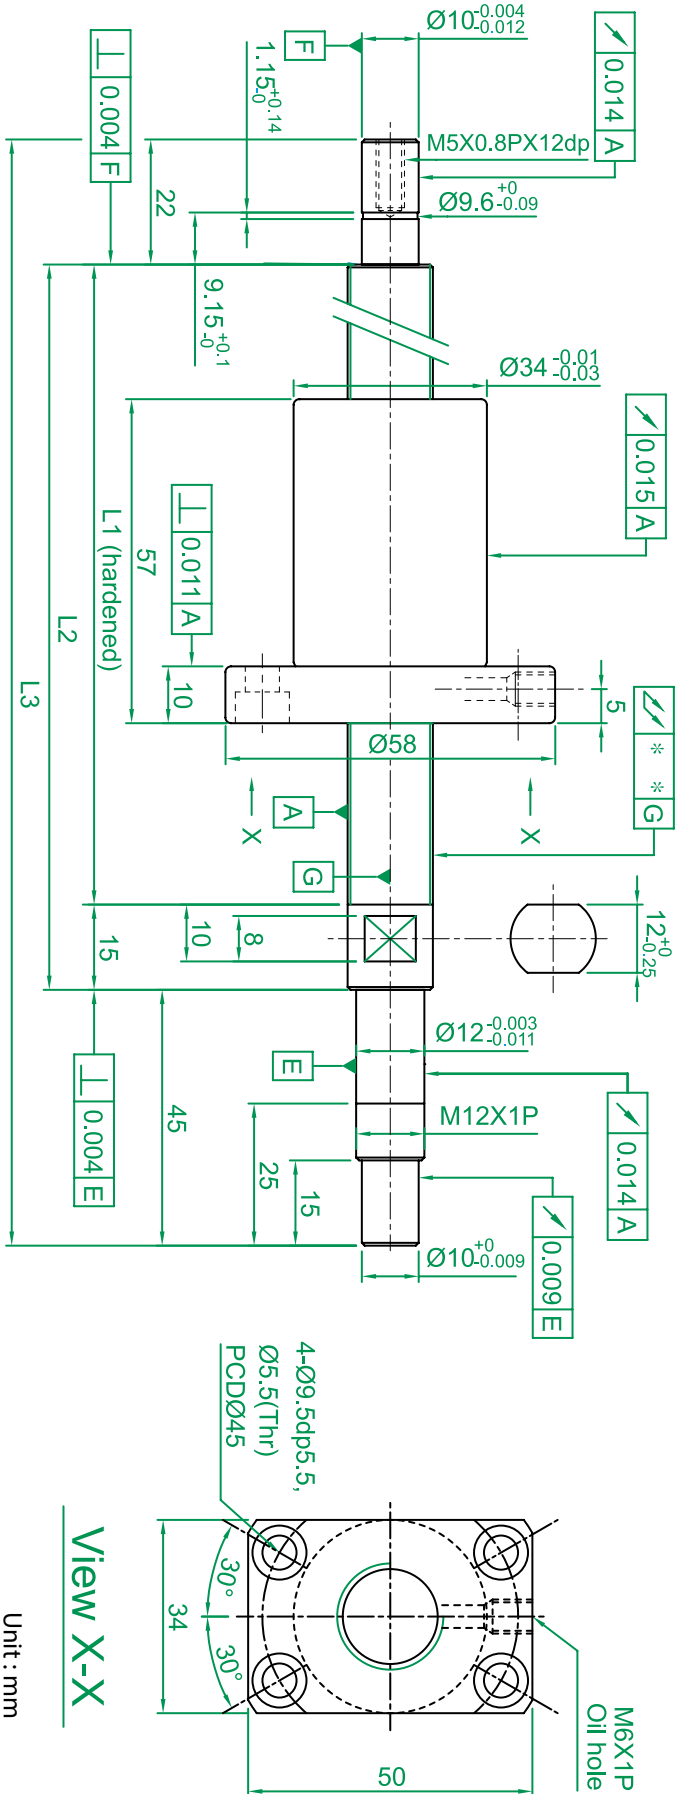 Ø10 -0.004 -0.012
F
1.15 +0.14 -0
⊥ 0.004 F
↗ 0.014 A
M5X0.8PX12dp
Ø9.6 +0 -0.09
22
9.15 +0.1 -0
Ø34 -0.01 -0.03
↗ 0.015 A
⊥ 0.011 A
57
L1 (hardened)
L2
L3
10
5
Ø58
* * G
A
X
X
G
12 +0 -0.25
15
10
8
Ø12 -0.003 -0.011
E
M12X1P
⊥ 0.004 E
45
25
15
↗ 0.014 A
↗ 0.009 E
Ø10 +0 -0.009
4-Ø9.5dp5.5,
Ø5.5(Thr)
PCDØ45
30°
30°
34
50
M6X1P
Oil hole
View X-X
Unit : mm